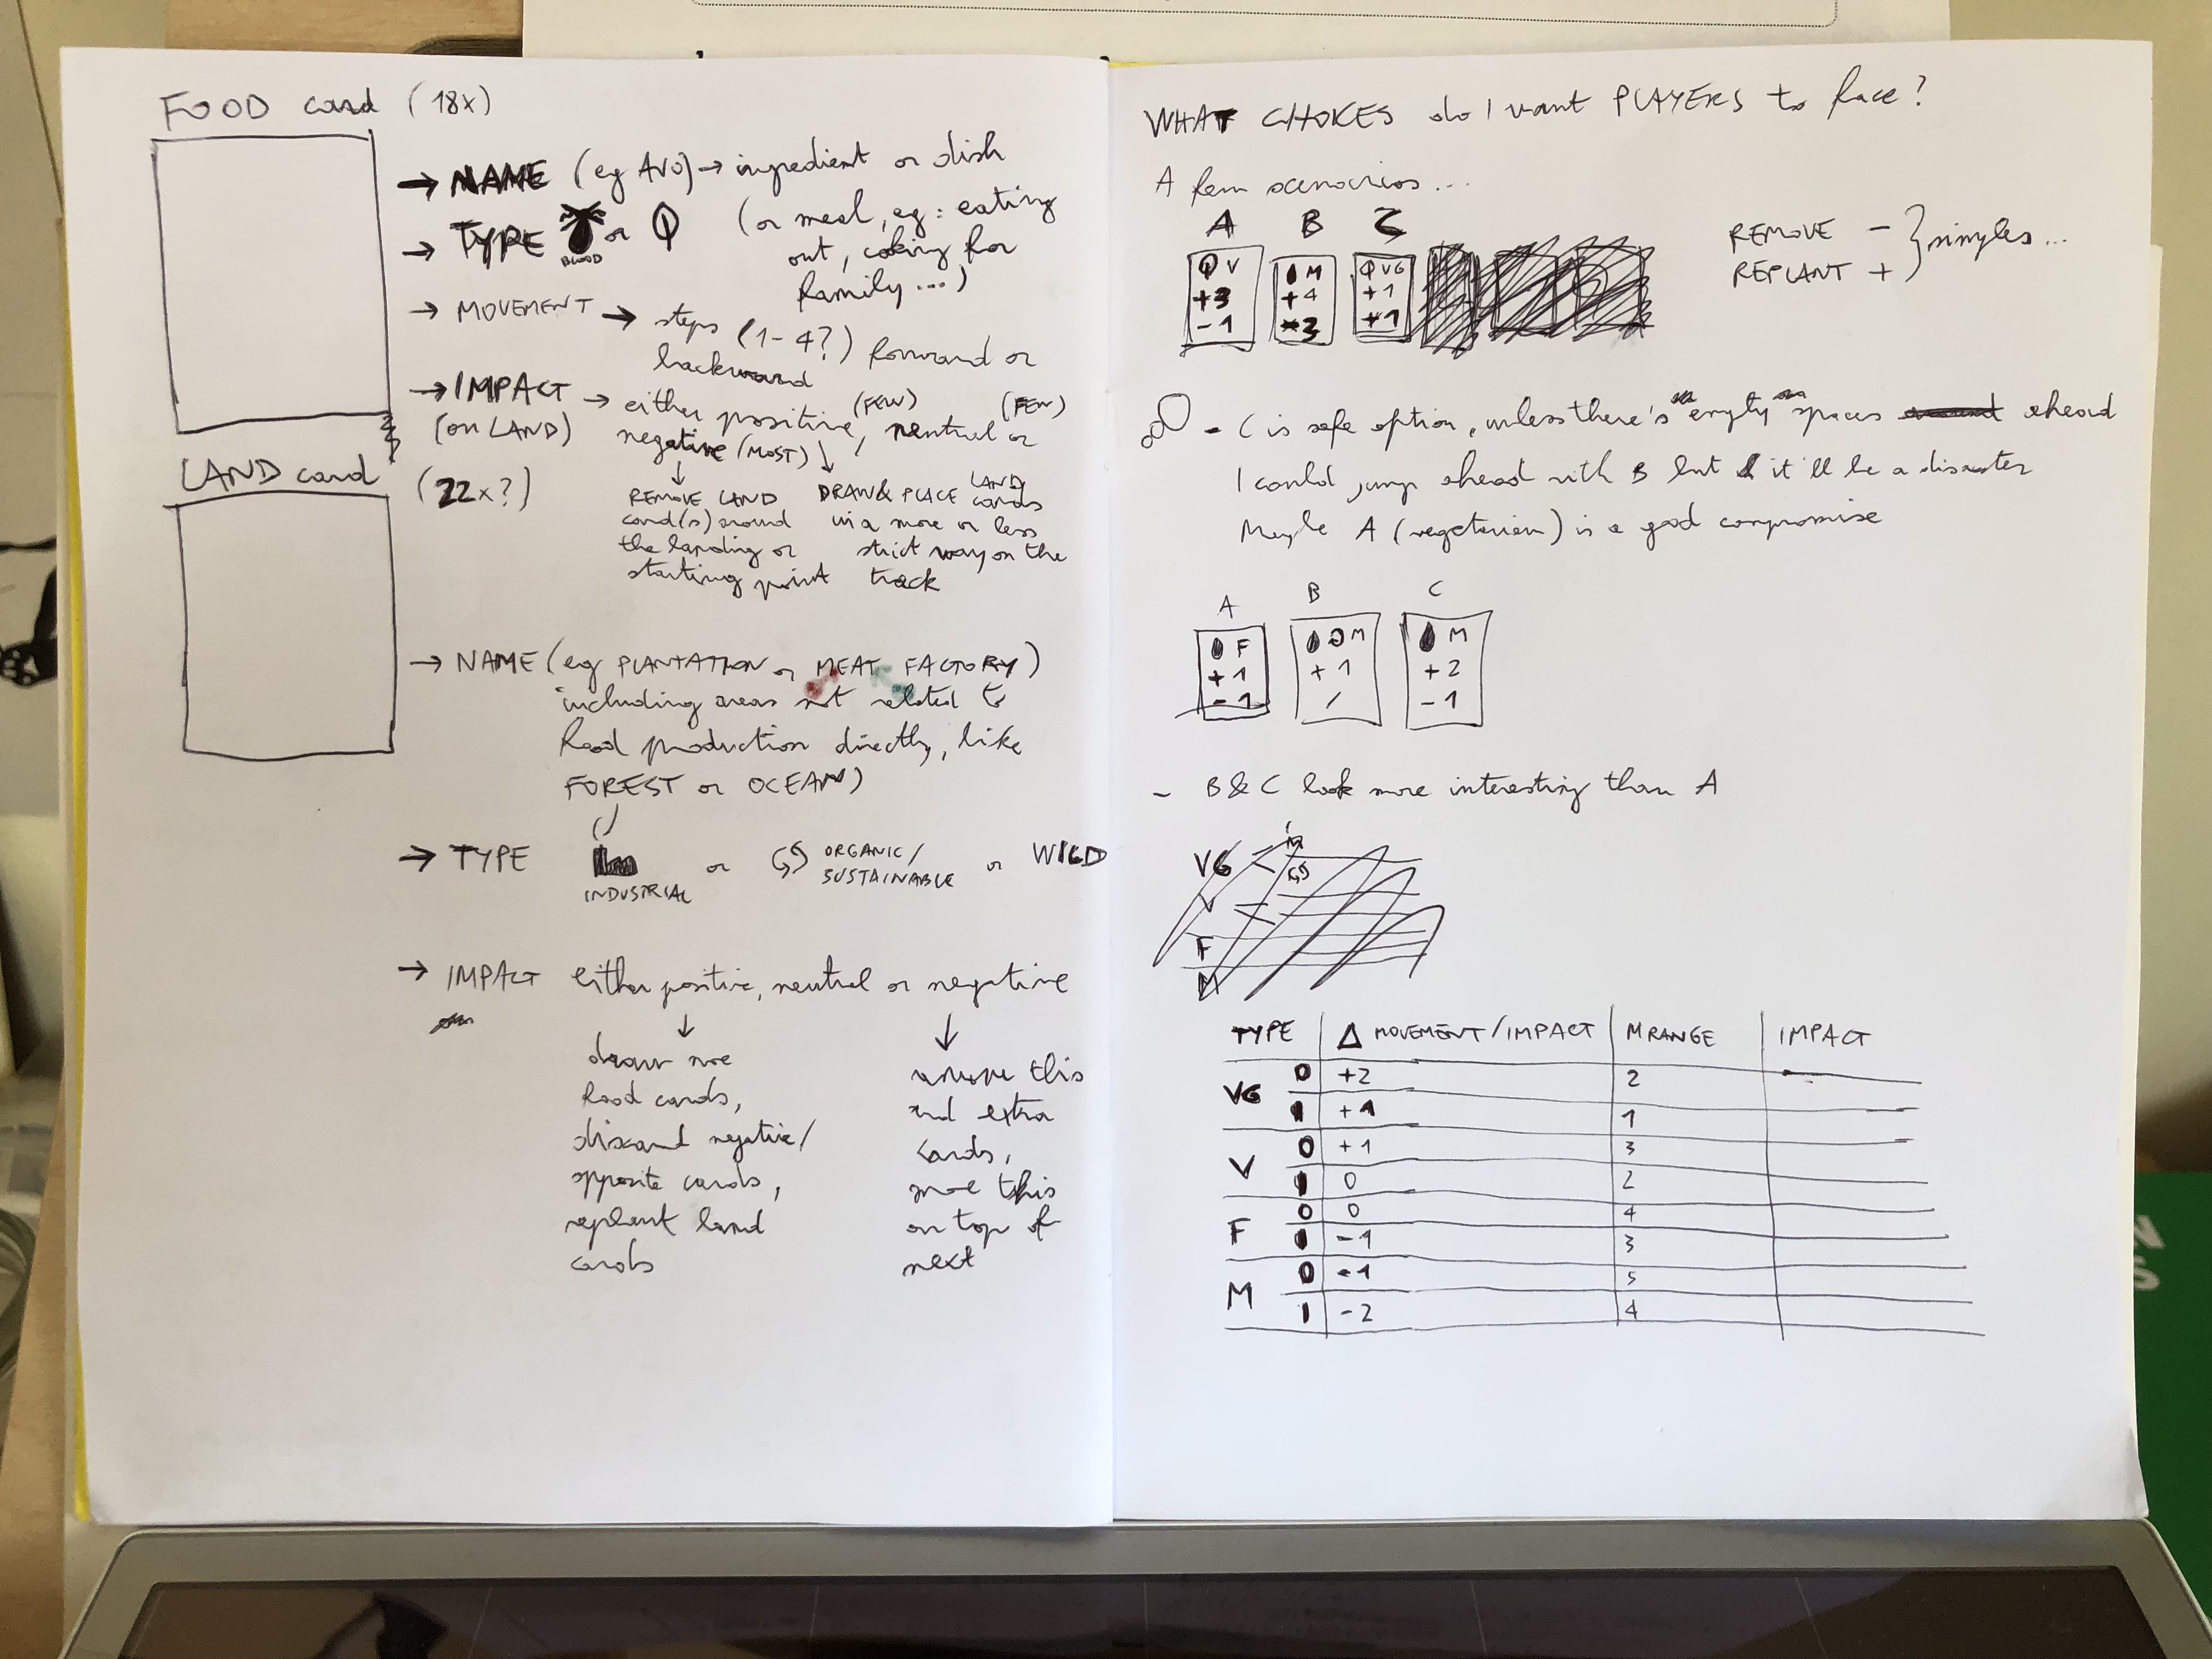 FOOD card (18x)
→ NAME (eg AVO) → ingredient or dish
(or meal, eg: eating
out, cooking for
family...)
→ TYPE or
BLOOD
→ MOVEMENT → steps (1-4?) forward or
backward
→ IMPACT → either positive (FEW), neutral (FEW) or
(on LAND) negative (MOST)
↓ REMOVE LAND
card(s) around
the landing or
starting point
↓ DRAW & PLACE LAND cards
in a more or less
strict way on the
track
LAND card (22x?)
→ NAME (eg PLANTATION or MEAT FACTORY)
including areas not related to
food production directly, like
FOREST or OCEAN)
→ TYPE or ORGANIC/ or WILD
INDUSTRIAL SUSTAINABLE
→ IMPACT either positive, neutral or negative
↓ ↓
draw more
food cards,
discard negative/
opposite cards,
replant land
cards
remove this
and extra
cards,
move this
on top of
next
WHAT CHOICES do I want PLAYERS to face?
A few scenarios...
A B C
V M VG
+3 +4 +1
-1 -3 +1
REMOVE -
REPLANT +
} singles...
- C is safe option, unless there's empty spaces ahead
I could jump ahead with B but it'll be a disaster
Maybe A (vegetarian) is a good compromise
A B C
F M M
+1 +1 +2
-1 / -1
- B & C look more interesting than A
VG
V
F
M
TYPE Δ MOVEMENT/IMPACT M RANGE IMPACT
VG 0 +2 2
1 +1 1
V 0 +1 3
1 0 2
F 0 0 4
1 -1 3
M 0 -1 5
1 -2 4